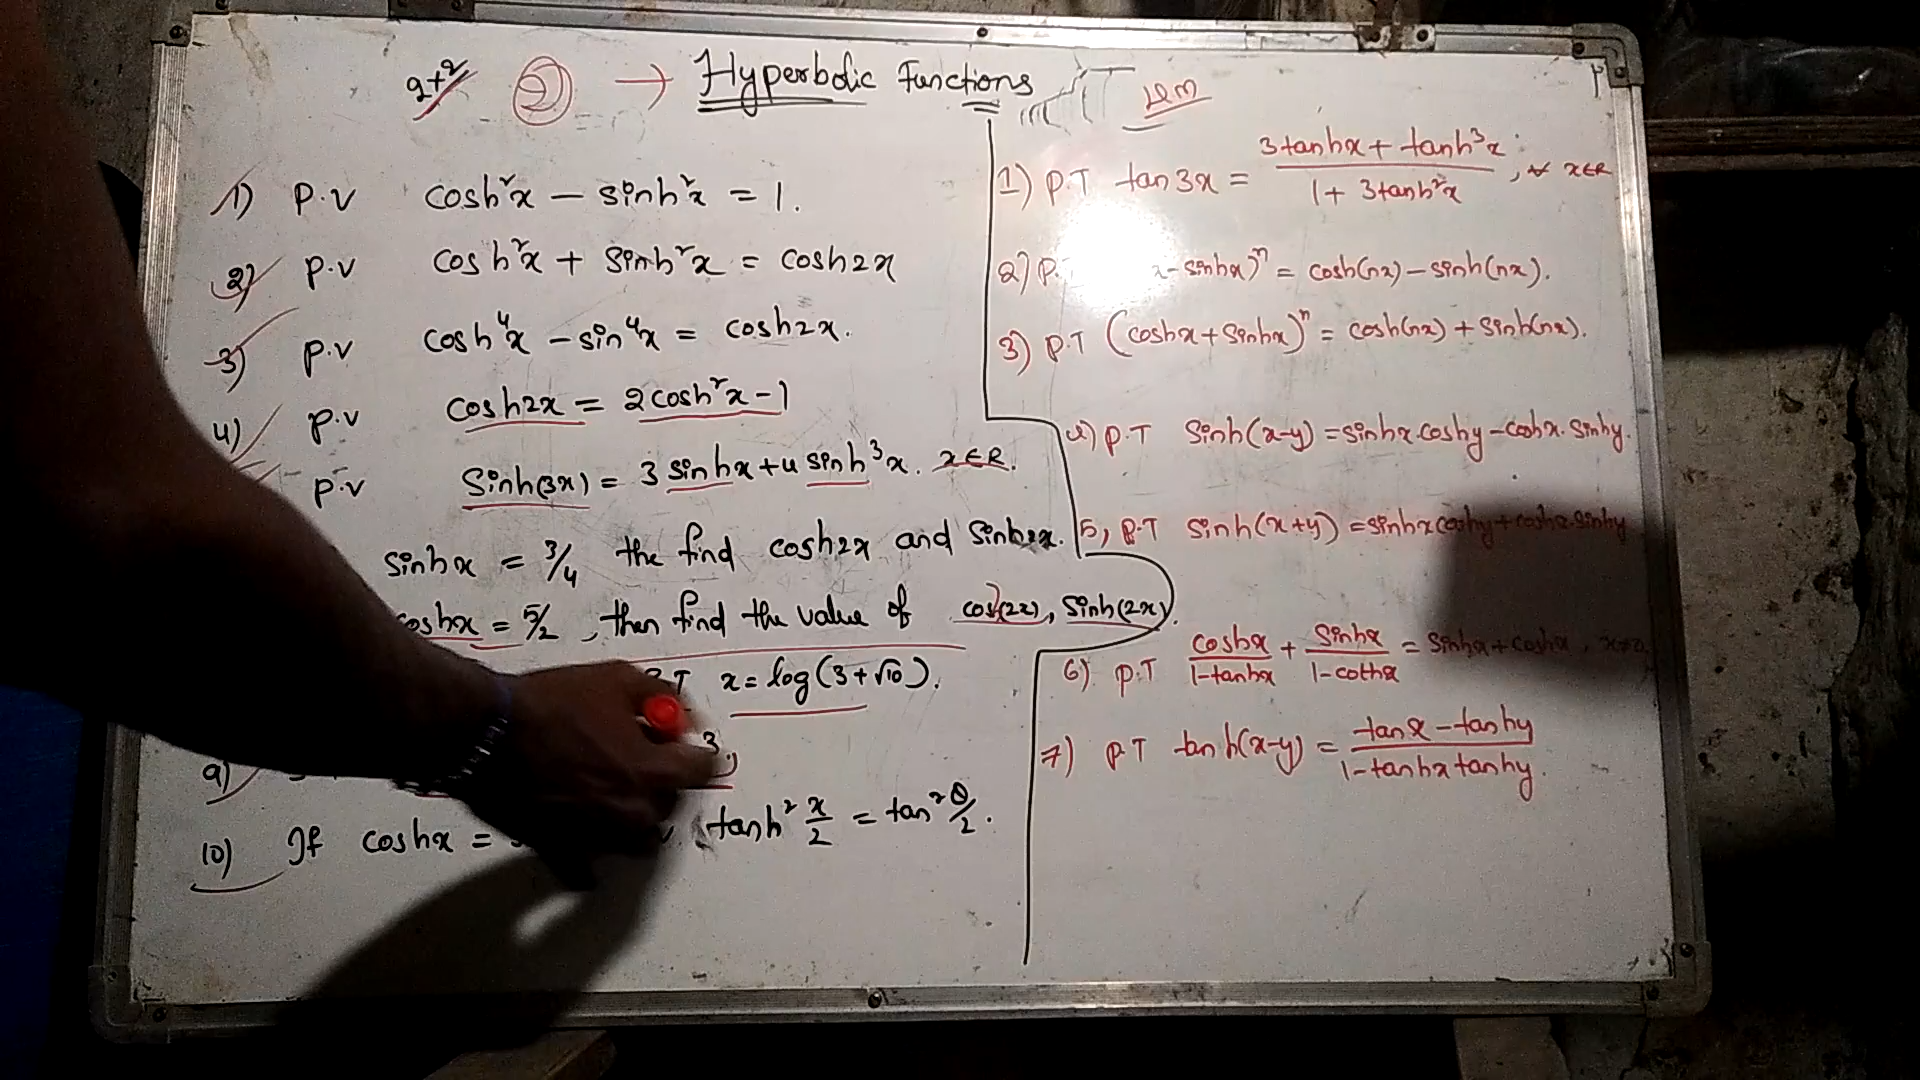 2+2 2 → Hyperbolic Functions
1) P.V cosh²x – sinh²x = 1.
2) P.V cosh²x + sinh²x = cosh2x
3) P.V cosh⁴x – sin⁴x = cosh2x.
4) P.V cosh2x = 2cosh²x – 1
P.V Sinh(3x) = 3 sinhx + 4 sinh³x. x∈R.
sinhx = 3/4 the find cosh2x and sinh2x.
coshx = 5/2, then find the value of cosh(2x), sinh(2x).
P.T x = log(3+√10).
9)
10) If coshx = tanh² x/2 = tan² θ/2.
4m
1) P.T tan3x = (3tanhx + tanh³x)/(1 + 3tanh²x), ∀ x∈R
2) P. x – sinhx)ⁿ = cosh(nx) – sinh(nx).
3) P.T (coshx + sinhx)ⁿ = cosh(nx) + sinh(nx).
4) P.T Sinh(x-y) = sinhx.coshy – coshx.sinhy.
5, P.T sinh(x+y) = sinhx coshy + coshx.sinhy
6) P.T coshx/(1-tanhx) + sinhx/(1-cothx) = sinhx + coshx, x≠0.
7) P.T tanh(x-y) = (tanx – tanhy)/(1-tanhx tanhy).